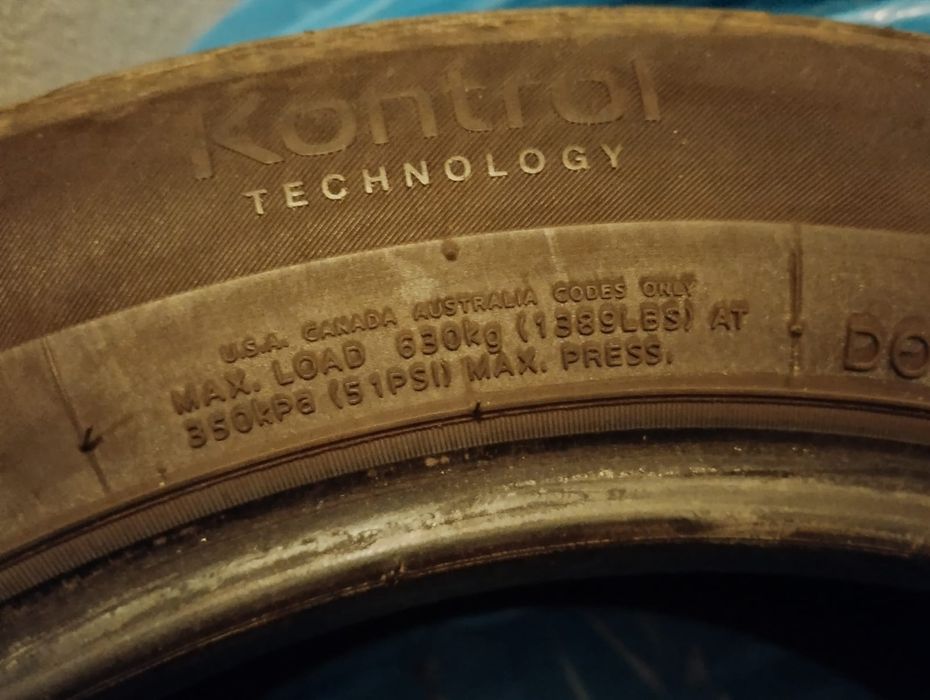 Kontrol
TECHNOLOGY
U.S.A. CANADA AUSTRALIA CODES ONLY
MAX. LOAD 630kg (1389LBS) AT
350kPa (51PSI) MAX. PRESS.
DO